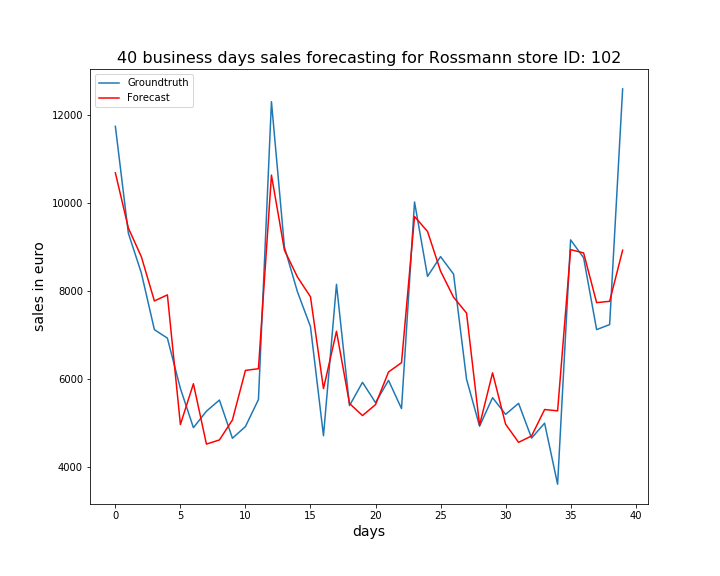 40 business days sales forecasting for Rossmann store ID: 102
Groundtruth
Forecast
12000
10000
8000
6000
4000
sales in euro
0 5 10 15 20 25 30 35 40
days